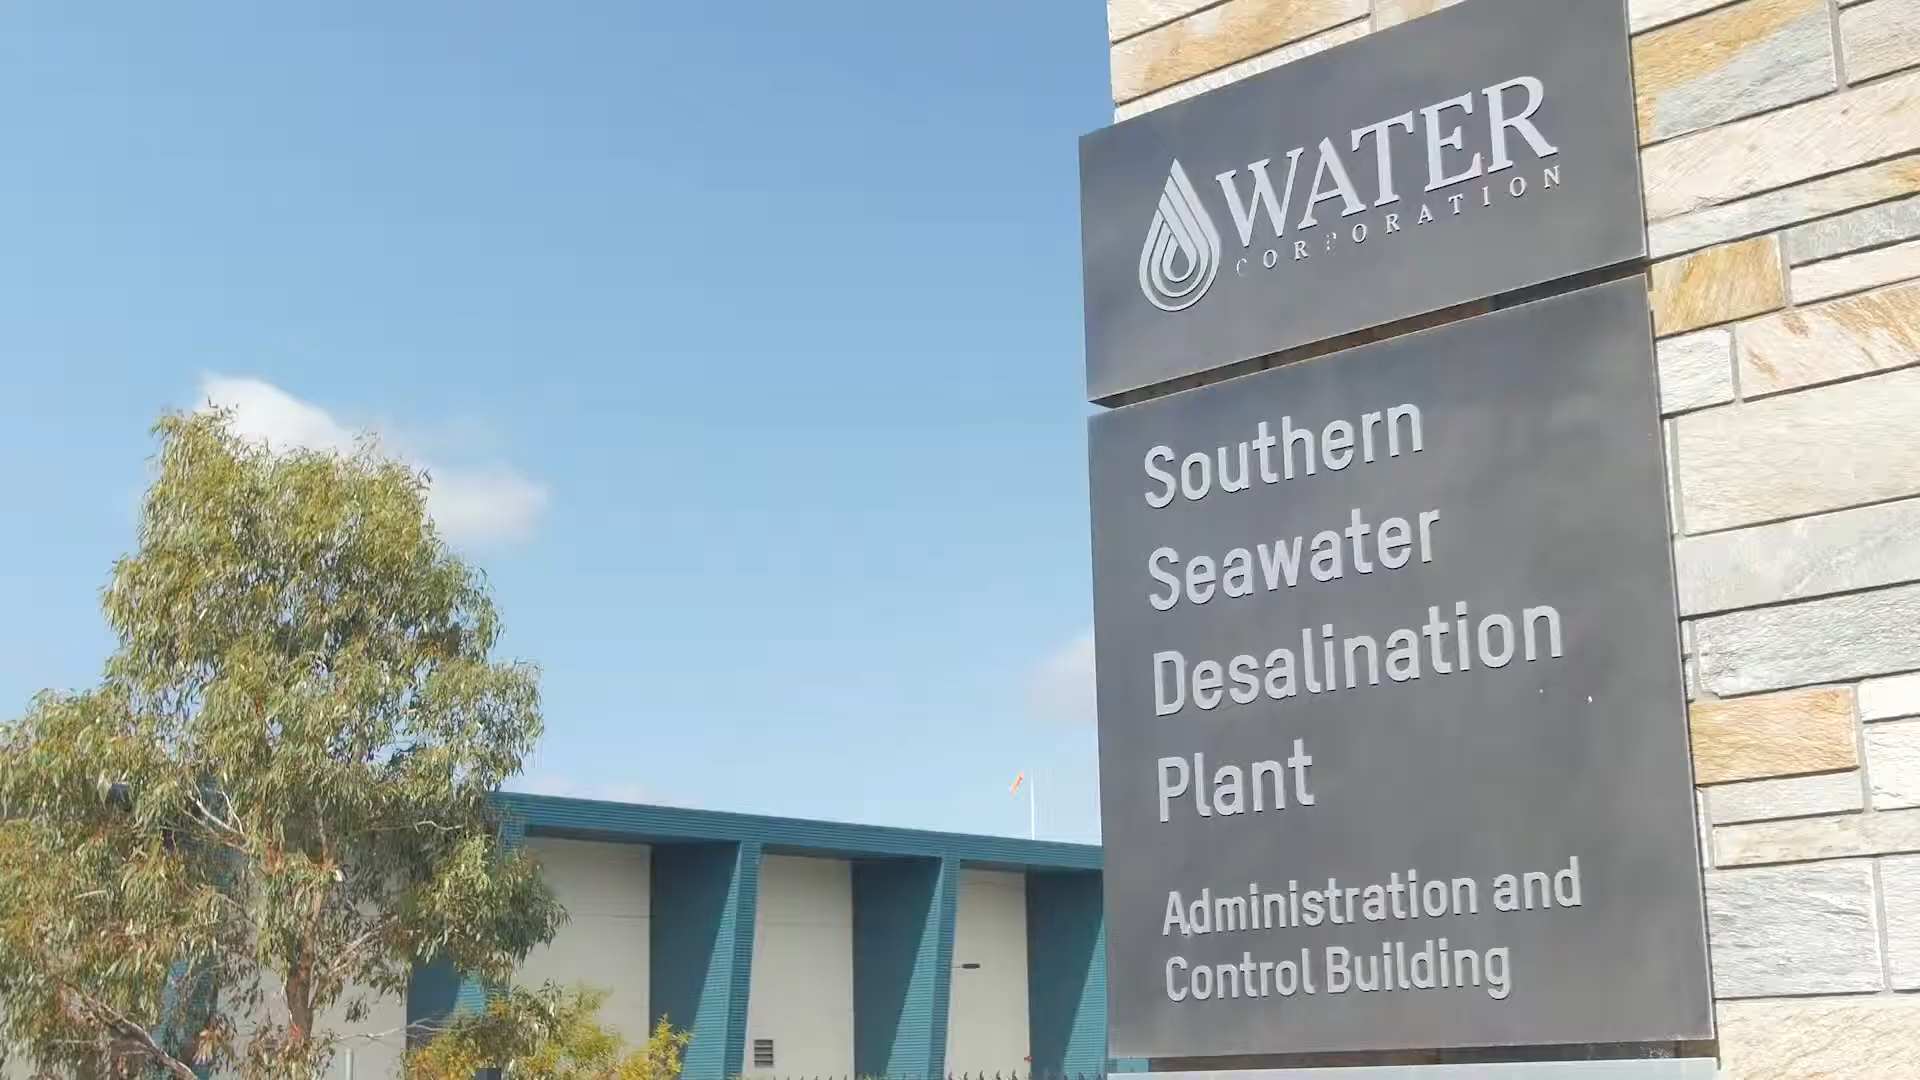 WATER
CORPORATION
Southern
Seawater
Desalination
Plant
Administration and
Control Building